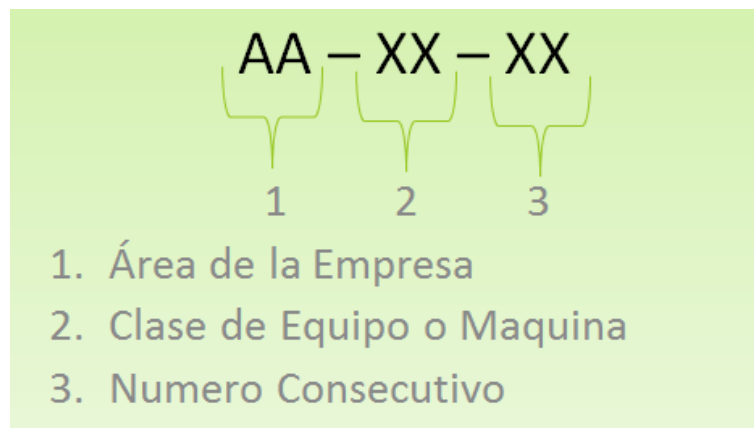 AA – XX – XX
1 2 3
1. Área de la Empresa
2. Clase de Equipo o Maquina
3. Numero Consecutivo